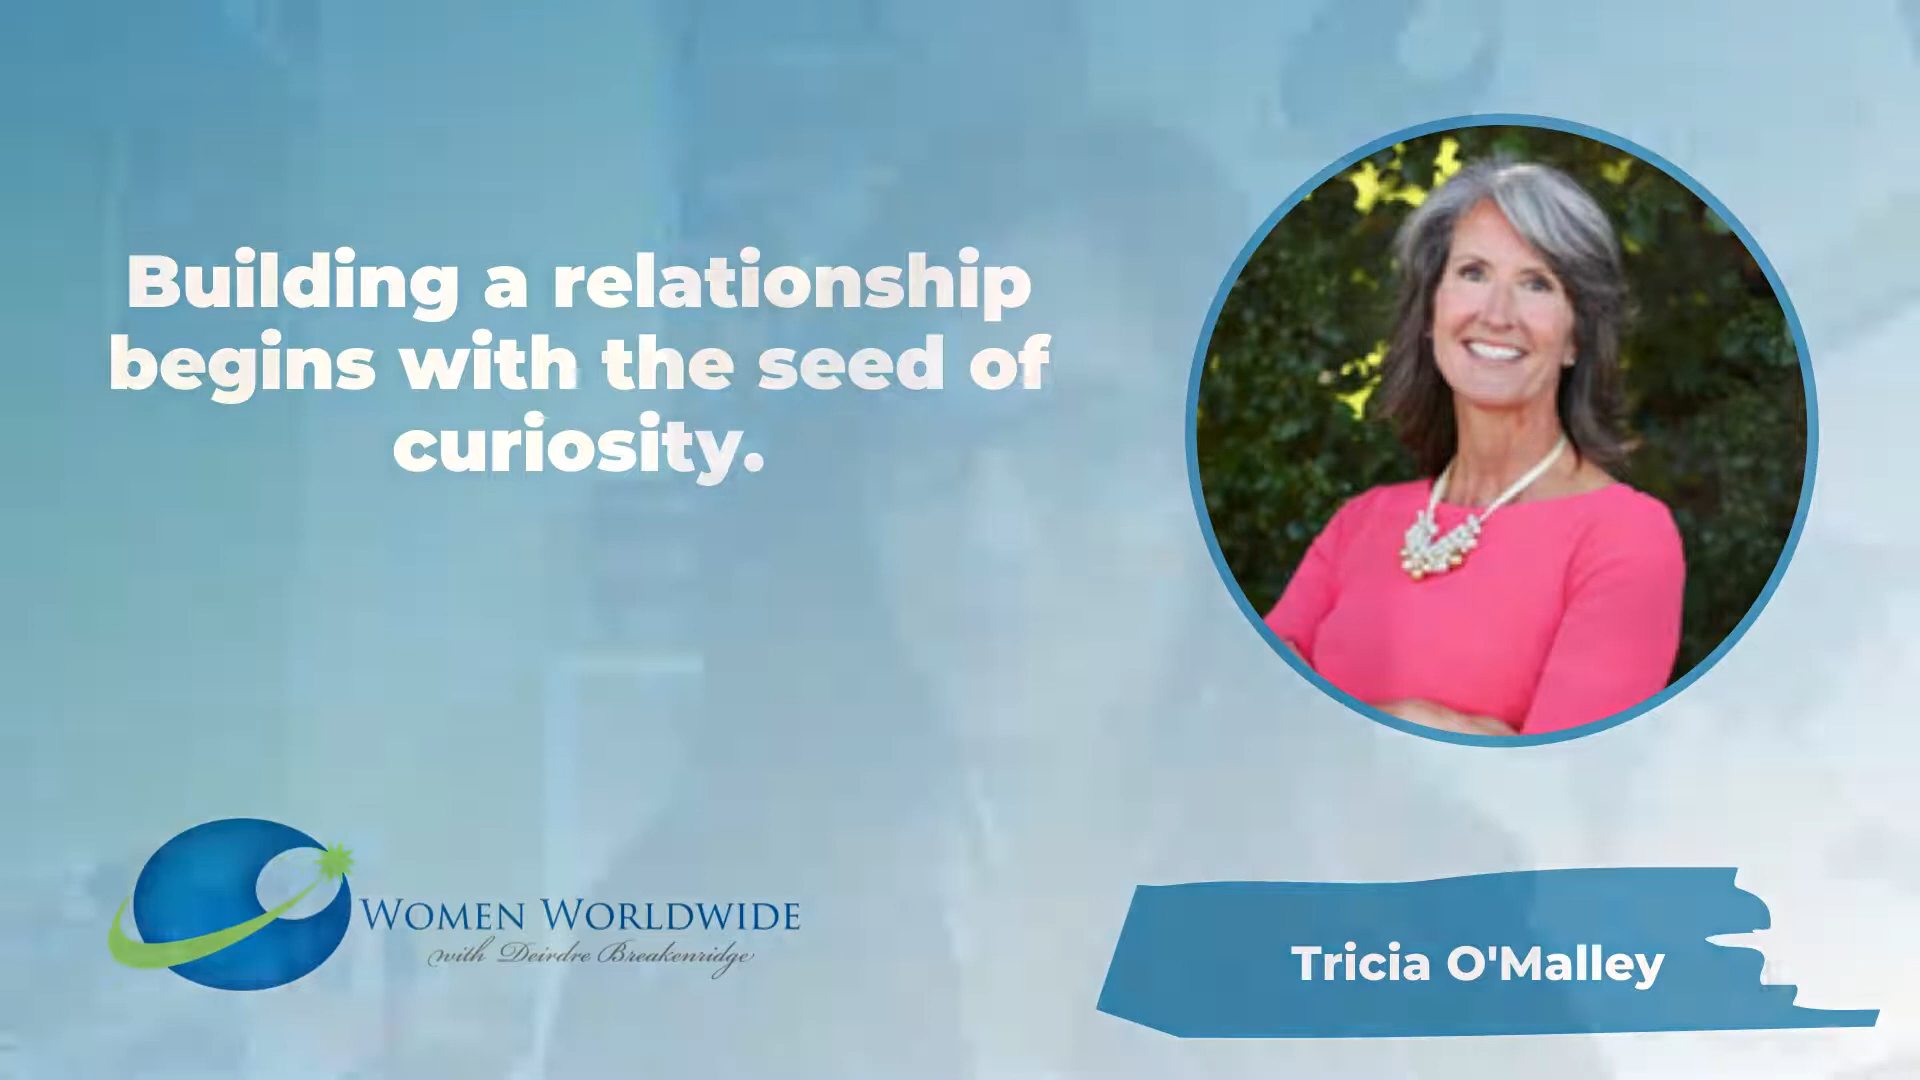 Building a relationship
begins with the seed of
curiosity.
WOMEN WORLDWIDE
with Deirdre Breakenridge
Tricia O'Malley